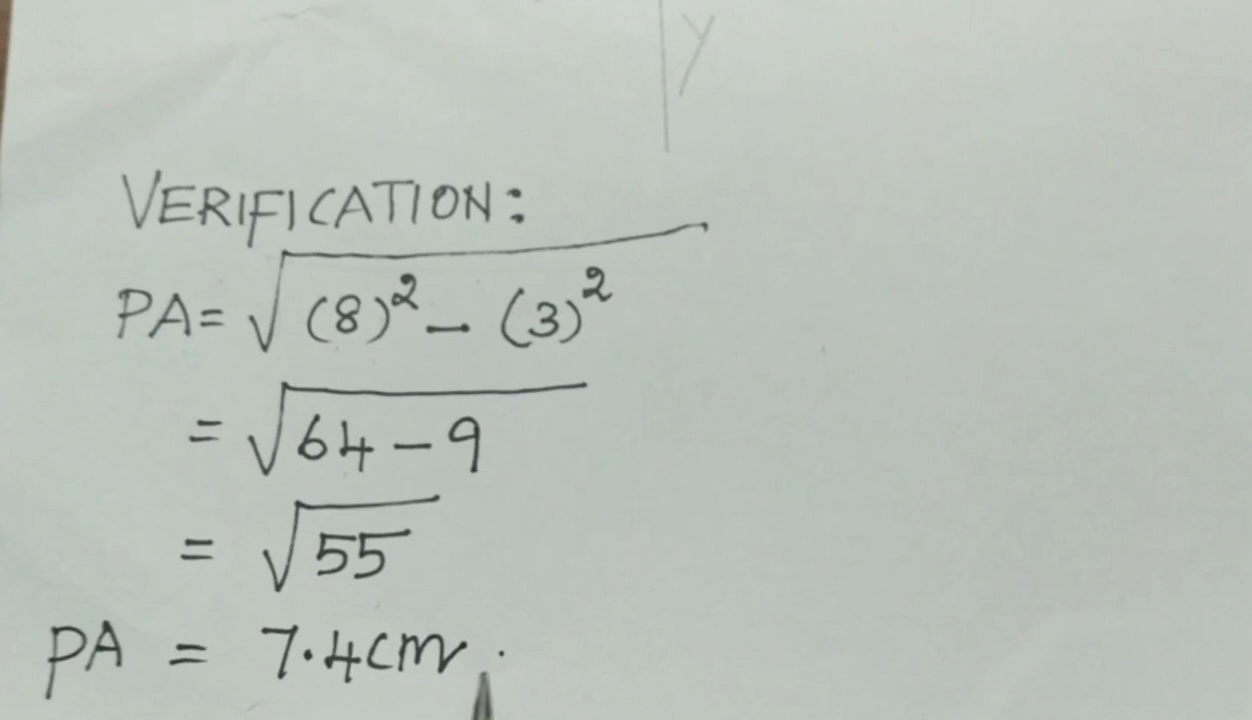 y
VERIFICATION:
PA = √(8)² - (3)²
= √64 - 9
= √55
PA = 7.4cm.